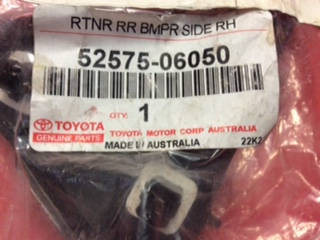 RTNR RR BMPR SIDE RH
52575-06050
QTY: 1
TOYOTA TOYOTA MOTOR CORP AUSTRALIA
GENUINE PARTS
MADE IN AUSTRALIA 22K2